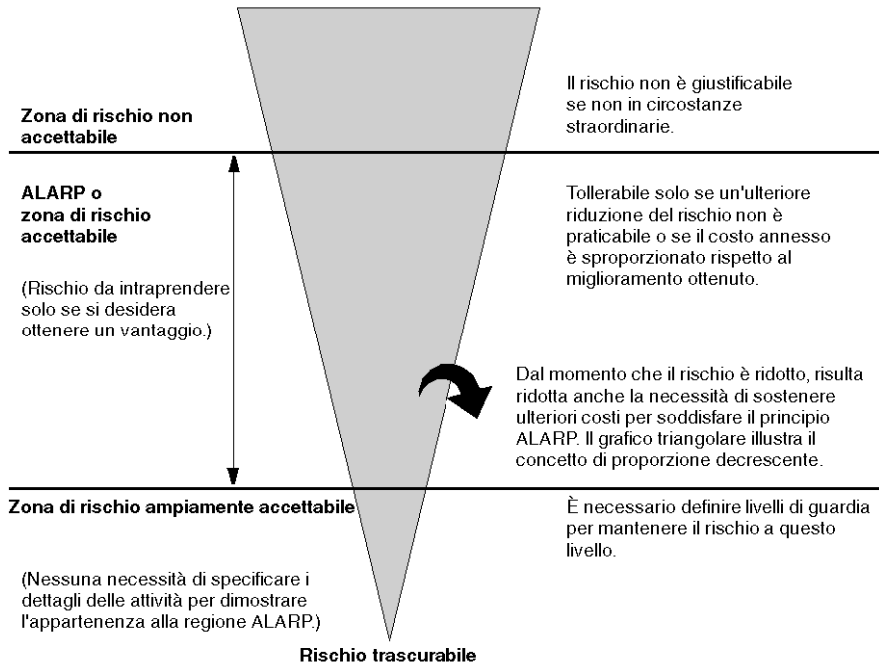 Zona di rischio non
accettabile
Il rischio non è giustificabile
se non in circostanze
straordinarie.
ALARP o
zona di rischio
accettabile
(Rischio da intraprendere
solo se si desidera
ottenere un vantaggio.)
Tollerabile solo se un'ulteriore
riduzione del rischio non è
praticabile o se il costo annesso
è sproporzionato rispetto al
miglioramento ottenuto.
Dal momento che il rischio è ridotto, risulta
ridotta anche la necessità di sostenere
ulteriori costi per soddisfare il principio
ALARP. Il grafico triangolare illustra il
concetto di proporzione decrescente.
Zona di rischio ampiamente accettabile
(Nessuna necessità di specificare i
dettagli delle attività per dimostrare
l'appartenenza alla regione ALARP.)
È necessario definire livelli di guardia
per mantenere il rischio a questo
livello.
Rischio trascurabile